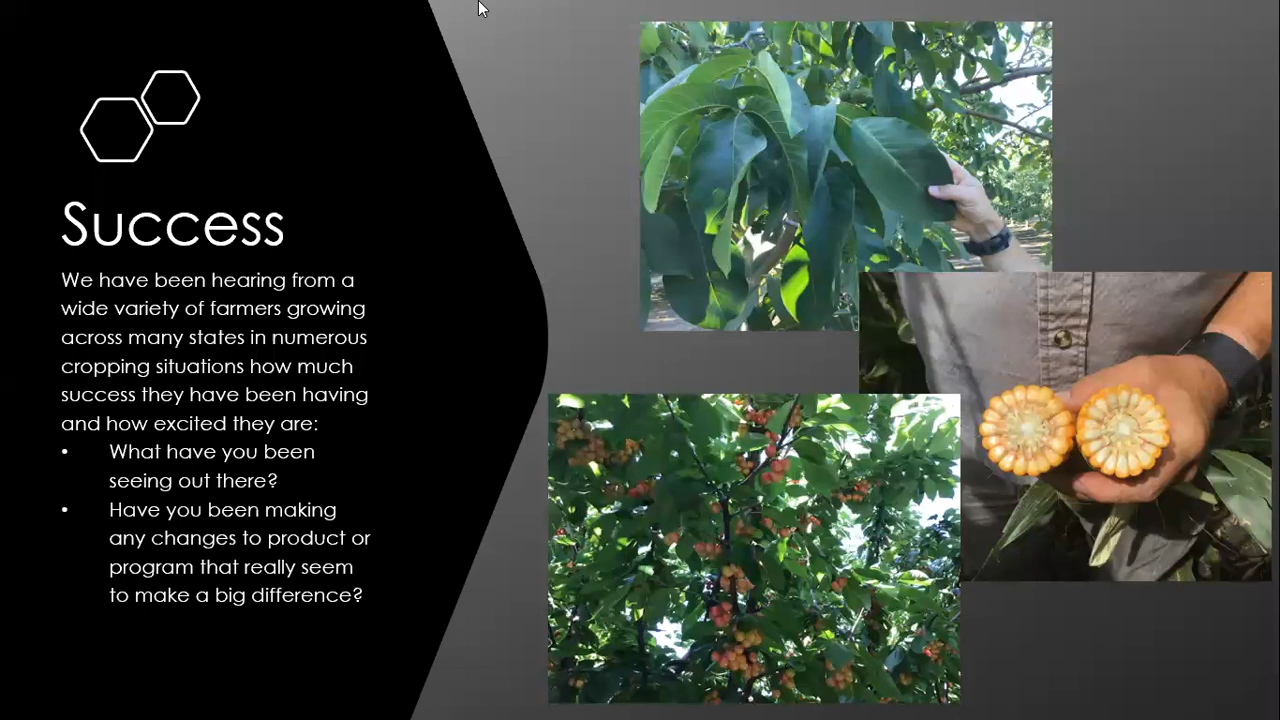 Success
We have been hearing from a
wide variety of farmers growing
across many states in numerous
cropping situations how much
success they have been having
and how excited they are:
• What have you been
seeing out there?
• Have you been making
any changes to product or
program that really seem
to make a big difference?